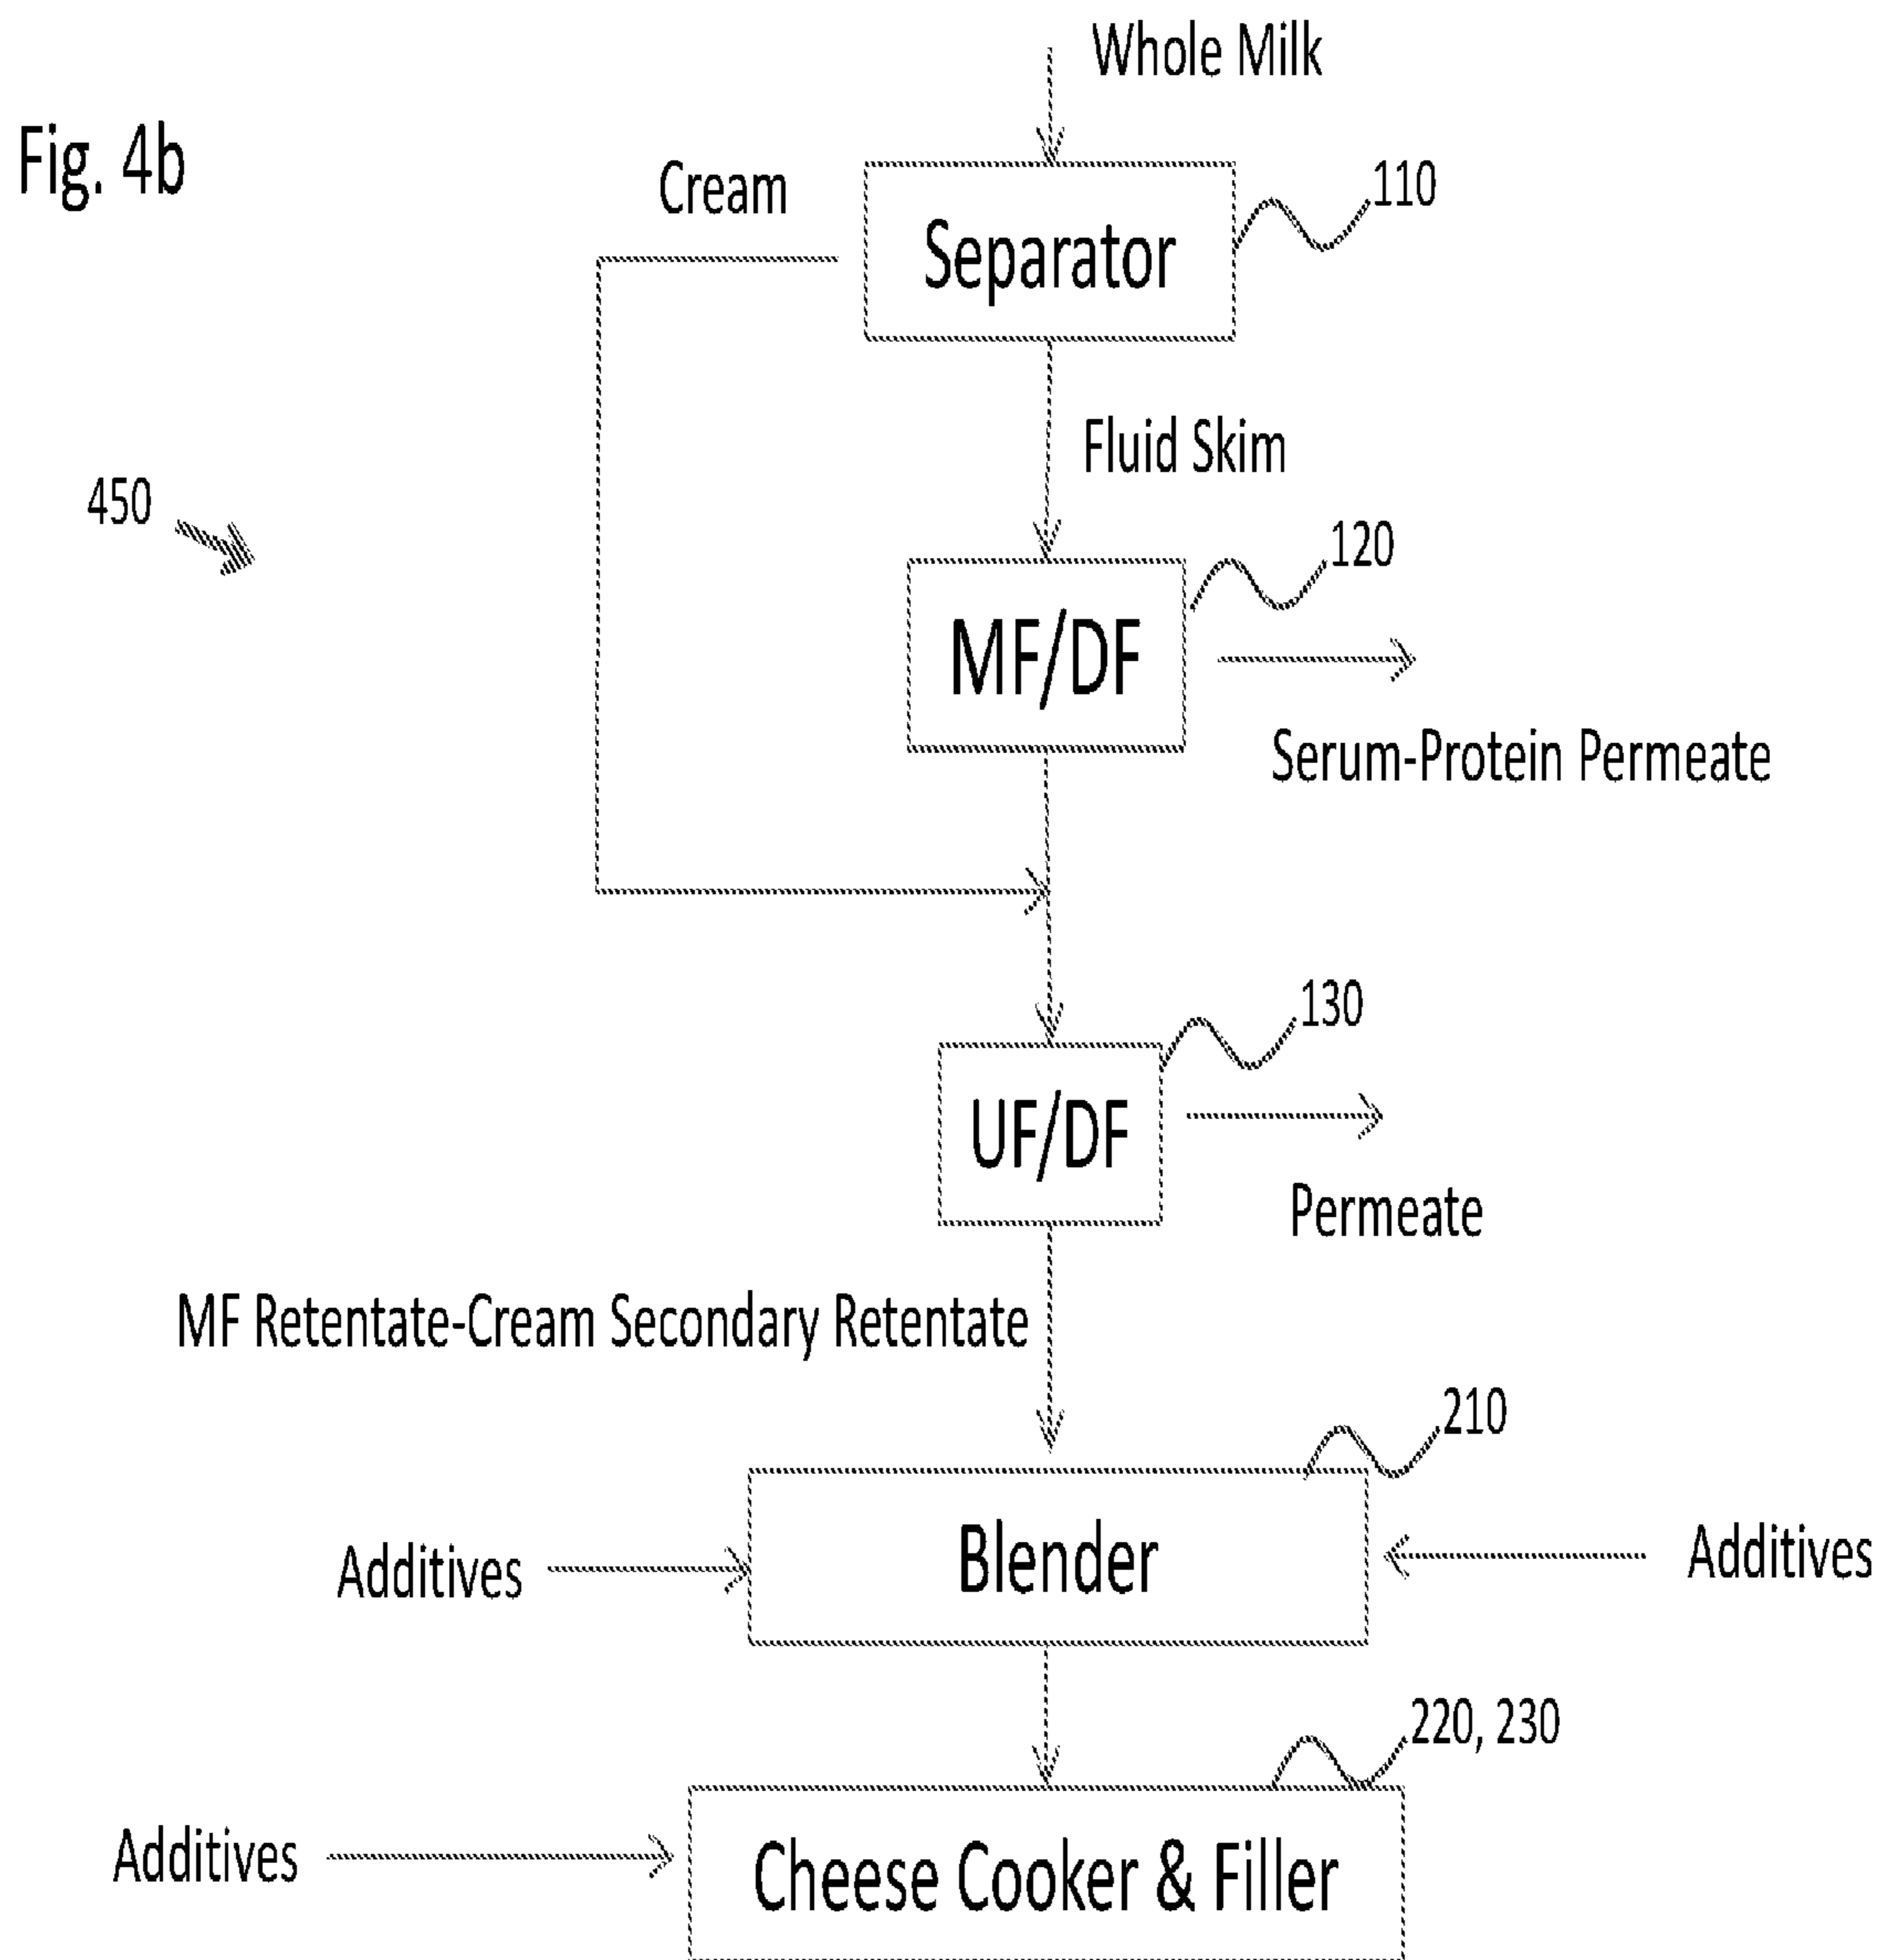 Whole Milk
Fig. 4b
Cream
110
Separator
Fluid Skim
450
120
MF/DF
Serum-Protein Permeate
130
UF/DF
Permeate
MF Retentate-Cream Secondary Retentate
210
Additives
Blender
Additives
220, 230
Additives
Cheese Cooker & Filler